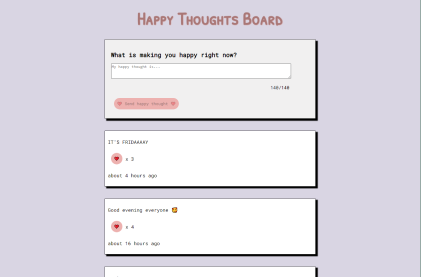 Happy Thoughts Board
What is making you happy right now?
My happy thought is...
140/140
Send happy thought
IT'S FRIDAAAAY
x 3
about 4 hours ago
Good evening everyone 🥰
x 4
about 16 hours ago